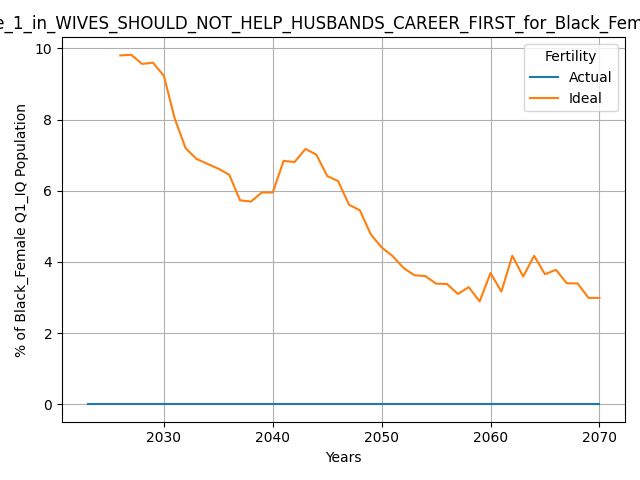 e_1_in_WIVES_SHOULD_NOT_HELP_HUSBANDS_CAREER_FIRST_for_Black_Fem
Fertility
Actual
Ideal
10
8
6
4
2
0
% of Black_Female Q1_IQ Population
2030
2040
2050
2060
2070
Years